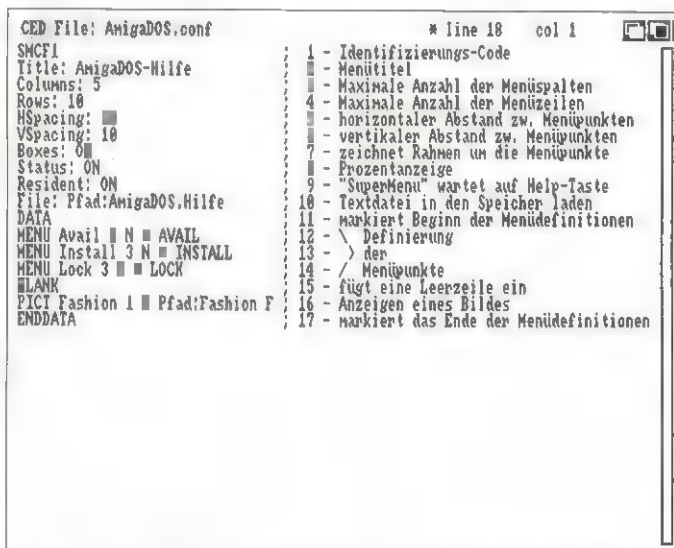 CED File: AmigaDOS.conf * line 18 col 1
SMCF1 ; 1 - Identifizierungs-Code
Title: AmigaDOS-Hilfe ; - Menütitel
Columns: 5 ; - Maximale Anzahl der Menüspalten
Rows: 10 ; 4 - Maximale Anzahl der Menüzeilen
HSpacing: ; - horizontaler Abstand zw. Menüpunkten
VSpacing: 10 ; - vertikaler Abstand zw. Menüpunkten
Boxes: ; 7 - zeichnet Rahmen um die Menüpunkte
Status: ON ; - Prozentanzeige
Resident: ON ; 9 - "SuperMenu" wartet auf Help-Taste
File: Pfad:AmigaDOS.Hilfe ; 10 - Textdatei in den Speicher laden
DATA ; 11 - markiert Beginn der Menüdefinitionen
MENU Avail N AVAIL ; 12 - \ Definierung
MENU Install 3 N INSTALL ; 13 - > der
MENU Lock 3 LOCK ; 14 - / Menüpunkte
; 15 - fügt eine Leerzeile ein
PICT Fashion 1 Pfad:Fashion F ; 16 - Anzeigen eines Bildes
ENDDATA ; 17 - markiert das Ende der Menüdefinitionen